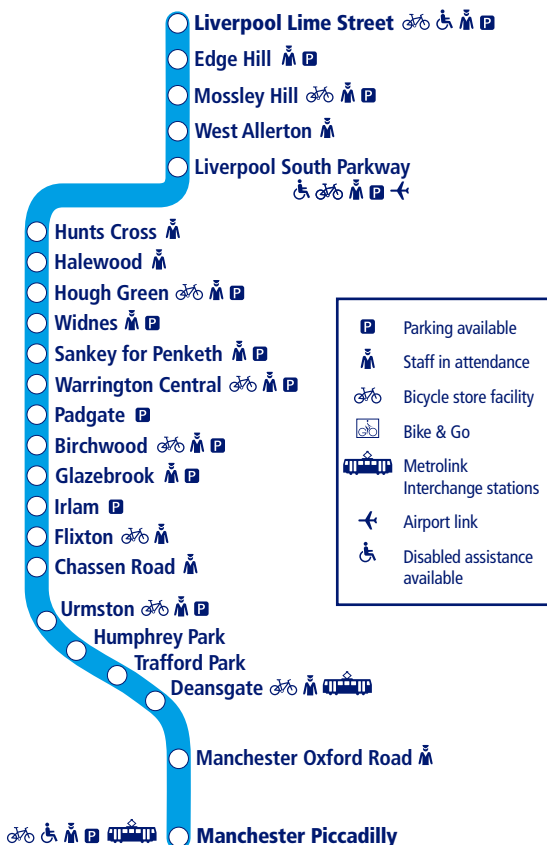 Liverpool Lime Street P
Edge Hill P
Mossley Hill P
West Allerton
Liverpool South Parkway
P
Hunts Cross
Halewood
Hough Green P
Widnes P
Sankey for Penketh P
Warrington Central P
Padgate P
Birchwood P
Glazebrook P
Irlam P
Flixton
Chassen Road
Urmston P
Humphrey Park
Trafford Park
Deansgate
Manchester Oxford Road
P Manchester Piccadilly
P Parking available
Staff in attendance
Bicycle store facility
Bike & Go
Metrolink
Interchange stations
Airport link
Disabled assistance
available